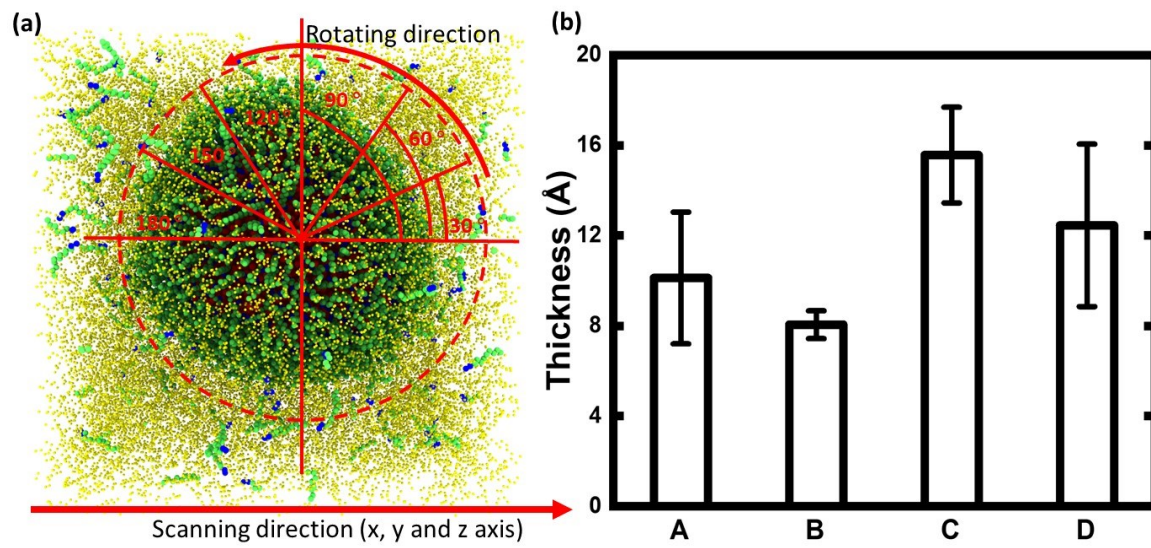 (a)
Rotating direction
90°
120°
60°
150°
180°
30°
Scanning direction (x, y and z axis)
(b)
Thickness (Å)
20
16
12
8
4
0
A B C D